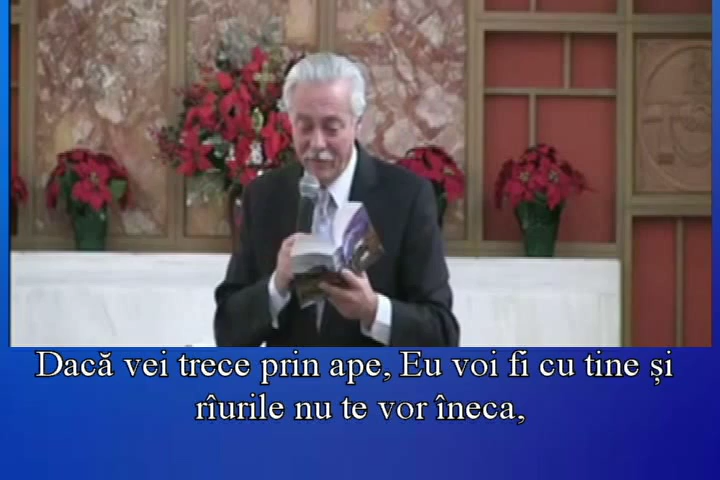 Dacă vei trece prin ape, Eu voi fi cu tine și
rîurile nu te vor îneca,